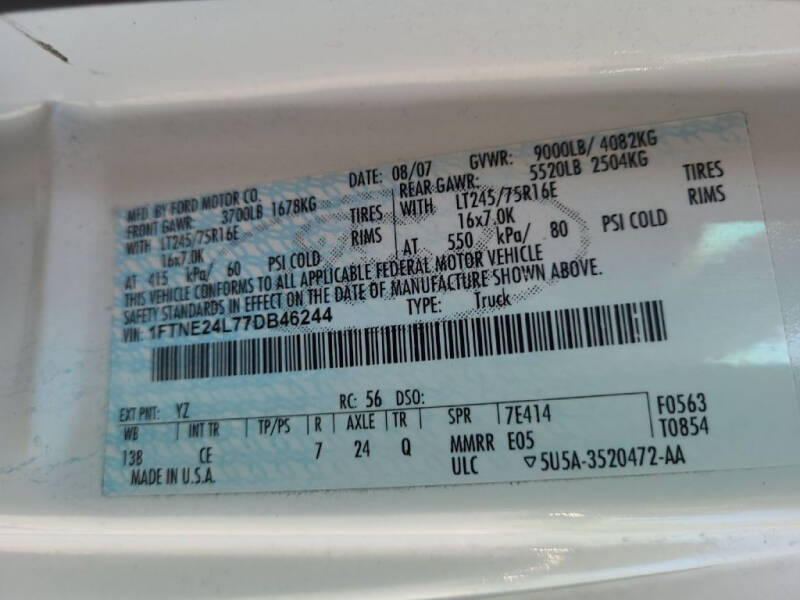 MFD. BY FORD MOTOR CO.
DATE: 08/07
GVWR: 9000LB/ 4082KG
FRONT GAWR: 3700LB 1678KG
REAR GAWR: 5520LB 2504KG
WITH LT245/75R16E TIRES
WITH LT245/75R16E TIRES
16x7.0K RIMS
16x7.0K RIMS
AT 415 kPa/ 60 PSI COLD
AT 550 kPa/ 80 PSI COLD
THIS VEHICLE CONFORMS TO ALL APPLICABLE FEDERAL MOTOR VEHICLE
SAFETY STANDARDS IN EFFECT ON THE DATE OF MANUFACTURE SHOWN ABOVE.
VIN: 1FTNE24L77DB46244
TYPE: Truck
EXT PNT: YZ RC: 56 DSO:
WB INT TR TP/PS R AXLE TR SPR 7E414 F0563
138 CE 7 24 Q MMRR E05 T0854
MADE IN U.S.A. ULC ▽5U5A-3520472-AA